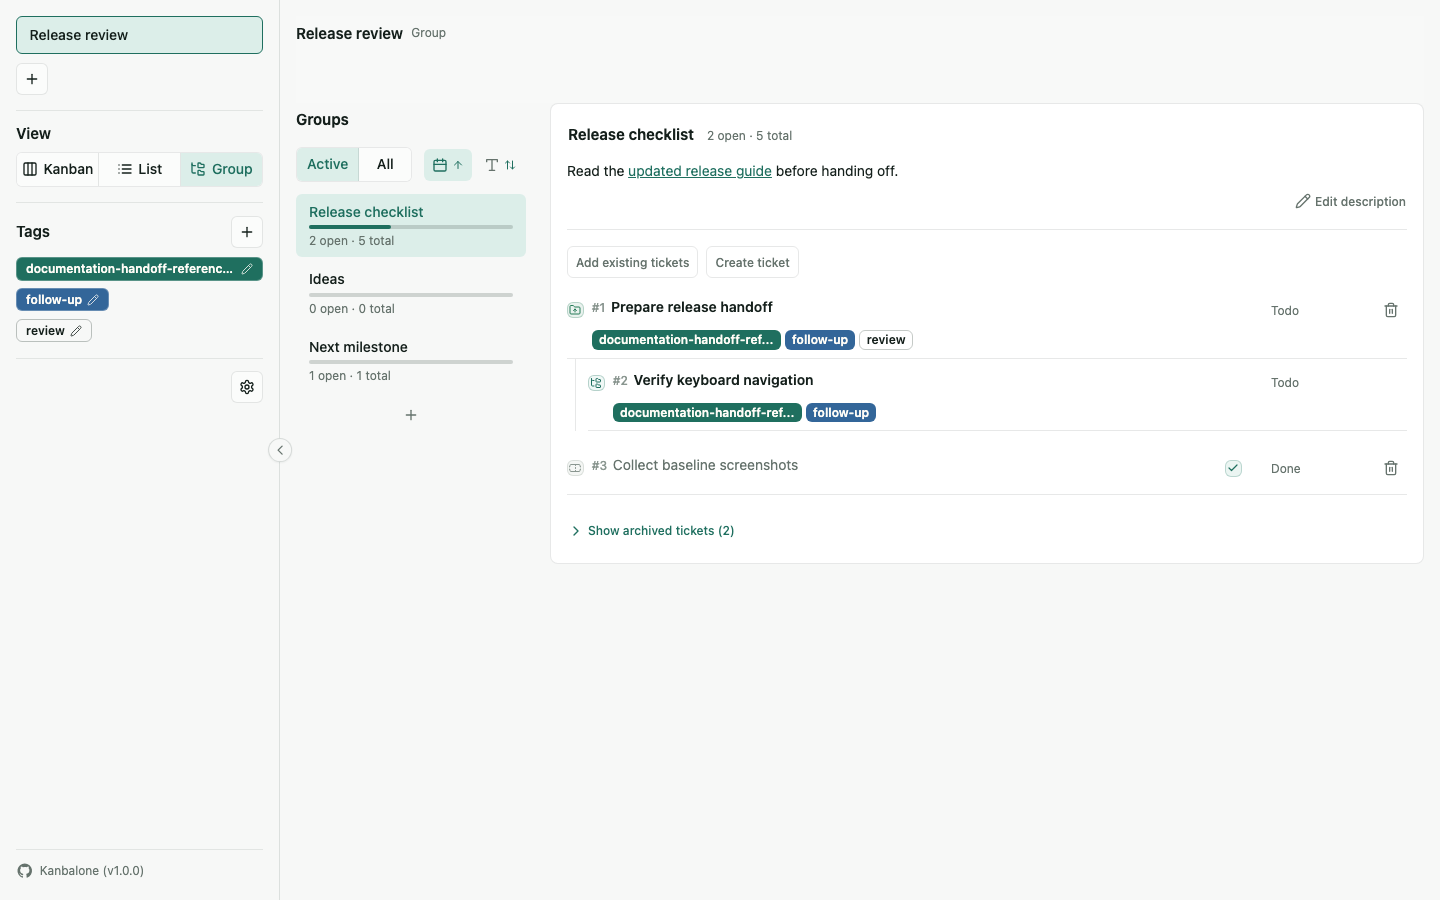 Release review
View
Kanban
List
Group
Tags
documentation-handoff-referenc...
follow-up
review
Kanbalone (v1.0.0)
Release review Group
Groups
Active
All
Release checklist
2 open · 5 total
Ideas
0 open · 0 total
Next milestone
1 open · 1 total
Release checklist 2 open · 5 total
Read the updated release guide before handing off.
Edit description
Add existing tickets
Create ticket
#1 Prepare release handoff Todo
documentation-handoff-ref... follow-up review
#2 Verify keyboard navigation Todo
documentation-handoff-ref... follow-up
#3 Collect baseline screenshots Done
Show archived tickets (2)